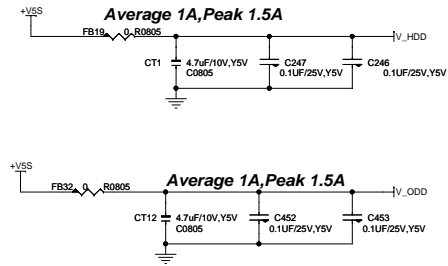 Average 1A,Peak 1.5A
+V5S
FB19 0 R0805
V_HDD
CT1 4.7uF/10V,Y5V
C0805
C247
0.1UF/25V,Y5V
C246
0.1UF/25V,Y5V
+V5S
FB32 0 R0805
Average 1A,Peak 1.5A
V_ODD
CT12 4.7uF/10V,Y5V
C0805
C452
0.1UF/25V,Y5V
C453
0.1UF/25V,Y5V